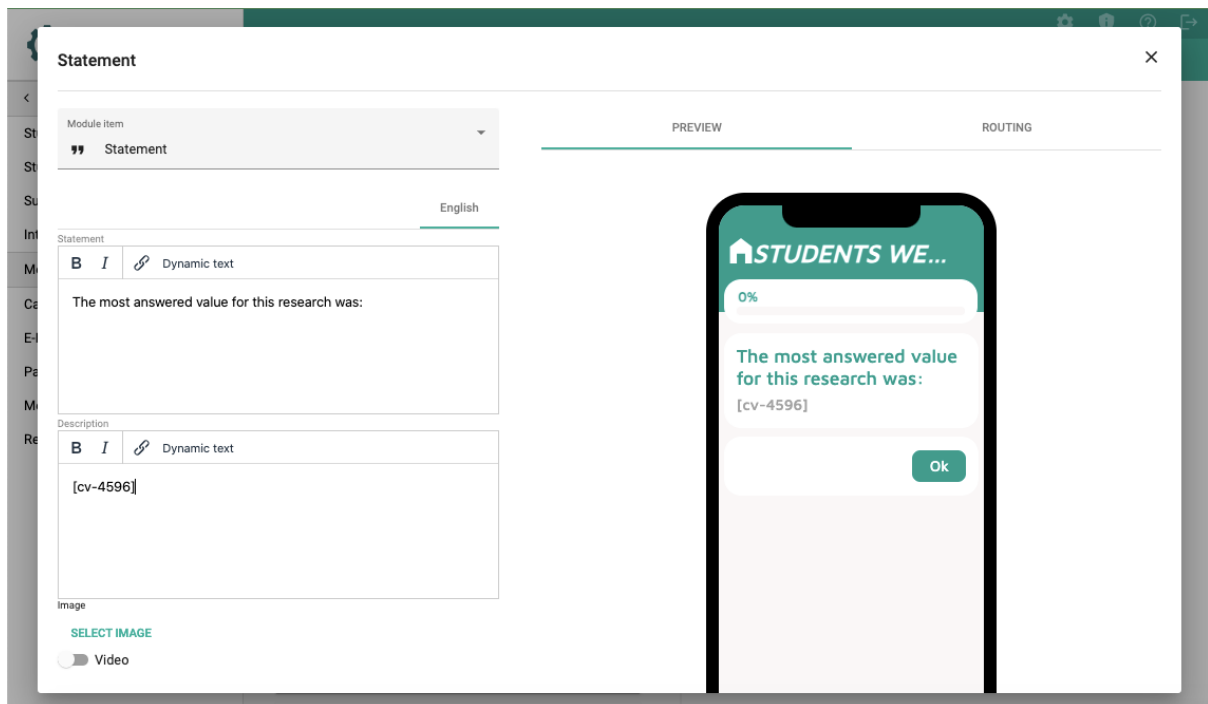 Statement
Module item
Statement
English
Statement
B I Dynamic text
The most answered value for this research was:
Description
B I Dynamic text
[cv-4596]
Image
SELECT IMAGE
Video
PREVIEW
ROUTING
STUDENTS WE...
0%
The most answered value
for this research was:
[cv-4596]
Ok